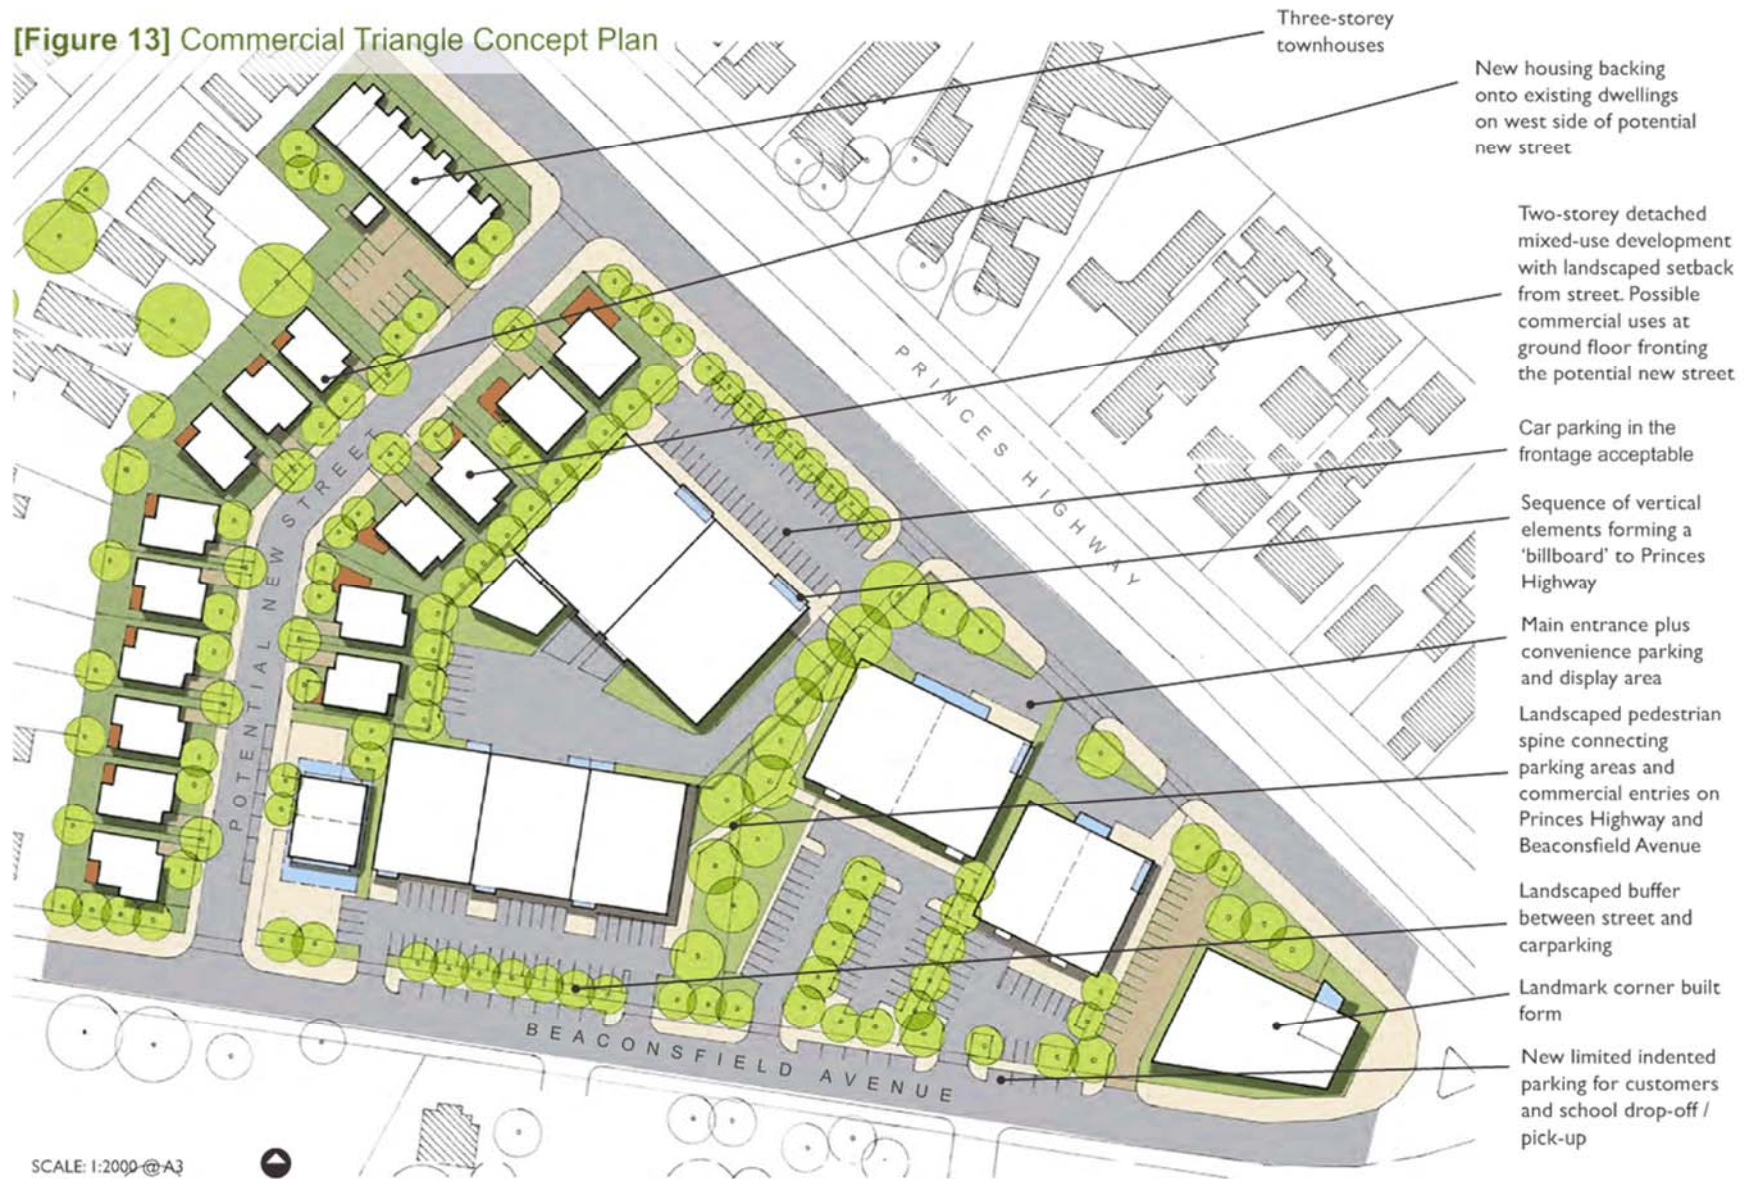 [Figure 13] Commercial Triangle Concept Plan
Three-storey
townhouses
New housing backing
onto existing dwellings
on west side of potential
new street
Two-storey detached
mixed-use development
with landscaped setback
from street. Possible
commercial uses at
ground floor fronting
the potential new street
Car parking in the
frontage acceptable
Sequence of vertical
elements forming a
‘billboard’ to Princes
Highway
Main entrance plus
convenience parking
and display area
Landscaped pedestrian
spine connecting
parking areas and
commercial entries on
Princes Highway and
Beaconsfield Avenue
Landscaped buffer
between street and
carparking
Landmark corner built
form
New limited indented
parking for customers
and school drop-off /
pick-up
PRINCES HIGHWAY
POTENTIAL NEW STREET
BEACONSFIELD AVENUE
SCALE: 1:2000 @ A3